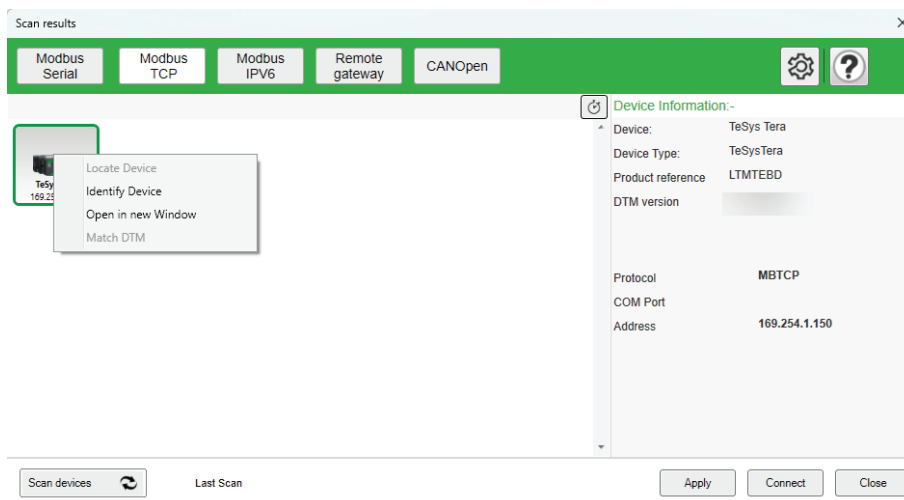 Scan results
Modbus Serial
Modbus TCP
Modbus IPV6
Remote gateway
CANOpen
Device Information:-
Device: TeSys Tera
Device Type: TeSysTera
Product reference LTMTEBD
DTM version
Protocol MBTCP
COM Port
Address 169.254.1.150
Locate Device
Identify Device
Open in new Window
Match DTM
Scan devices
Last Scan
Apply
Connect
Close